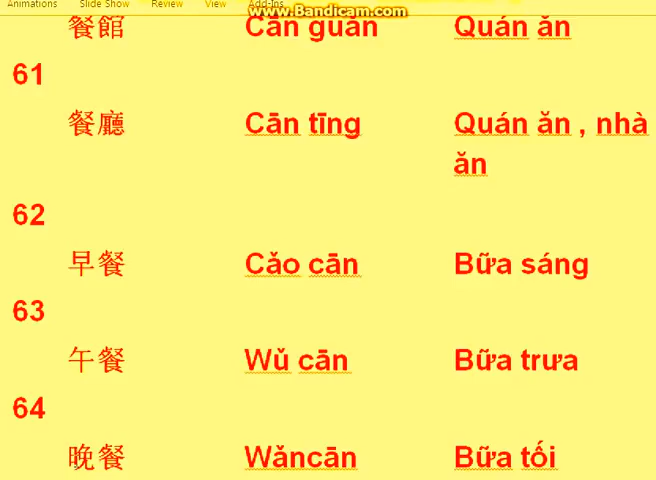 Animations Slide Show Review View Add-Ins
www.Bandicam.com
餐館 Cān guǎn Quán ăn
61
餐廳 Cān tīng Quán ăn , nhà
ăn
62
早餐 Cǎo cān Bữa sáng
63
午餐 Wǔ cān Bữa trưa
64
晚餐 Wǎncān Bữa tối